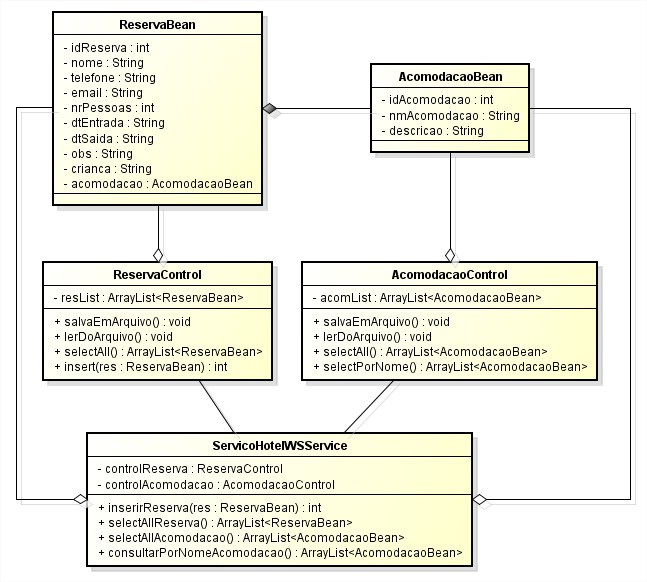 ReservaBean
- idReserva : int
- nome : String
- telefone : String
- email : String
- nrPessoas : int
- dtEntrada : String
- dtSaida : String
- obs : String
- crianca : String
- acomodacao : AcomodacaoBean
AcomodacaoBean
- idAcomodacao : int
- nmAcomodacao : String
- descricao : String
ReservaControl
- resList : ArrayList<ReservaBean>
+ salvaEmArquivo() : void
+ lerDoArquivo() : void
+ selectAll() : ArrayList<ReservaBean>
+ insert(res : ReservaBean) : int
AcomodacaoControl
- acomList : ArrayList<AcomodacaoBean>
+ salvaEmArquivo() : void
+ lerDoArquivo() : void
+ selectAll() : ArrayList<AcomodacaoBean>
+ selectPorNome() : ArrayList<AcomodacaoBean>
ServicoHotelWSService
- controlReserva : ReservaControl
- controlAcomodacao : AcomodacaoControl
+ inserirReserva(res : ReservaBean) : int
+ selectAllReserva() : ArrayList<ReservaBean>
+ selectAllAcomodacao() : ArrayList<AcomodacaoBean>
+ consultarPorNomeAcomodacao() : ArrayList<AcomodacaoBean>